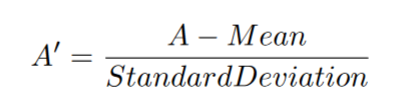 A′ = (A − Mean) / StandardDeviation